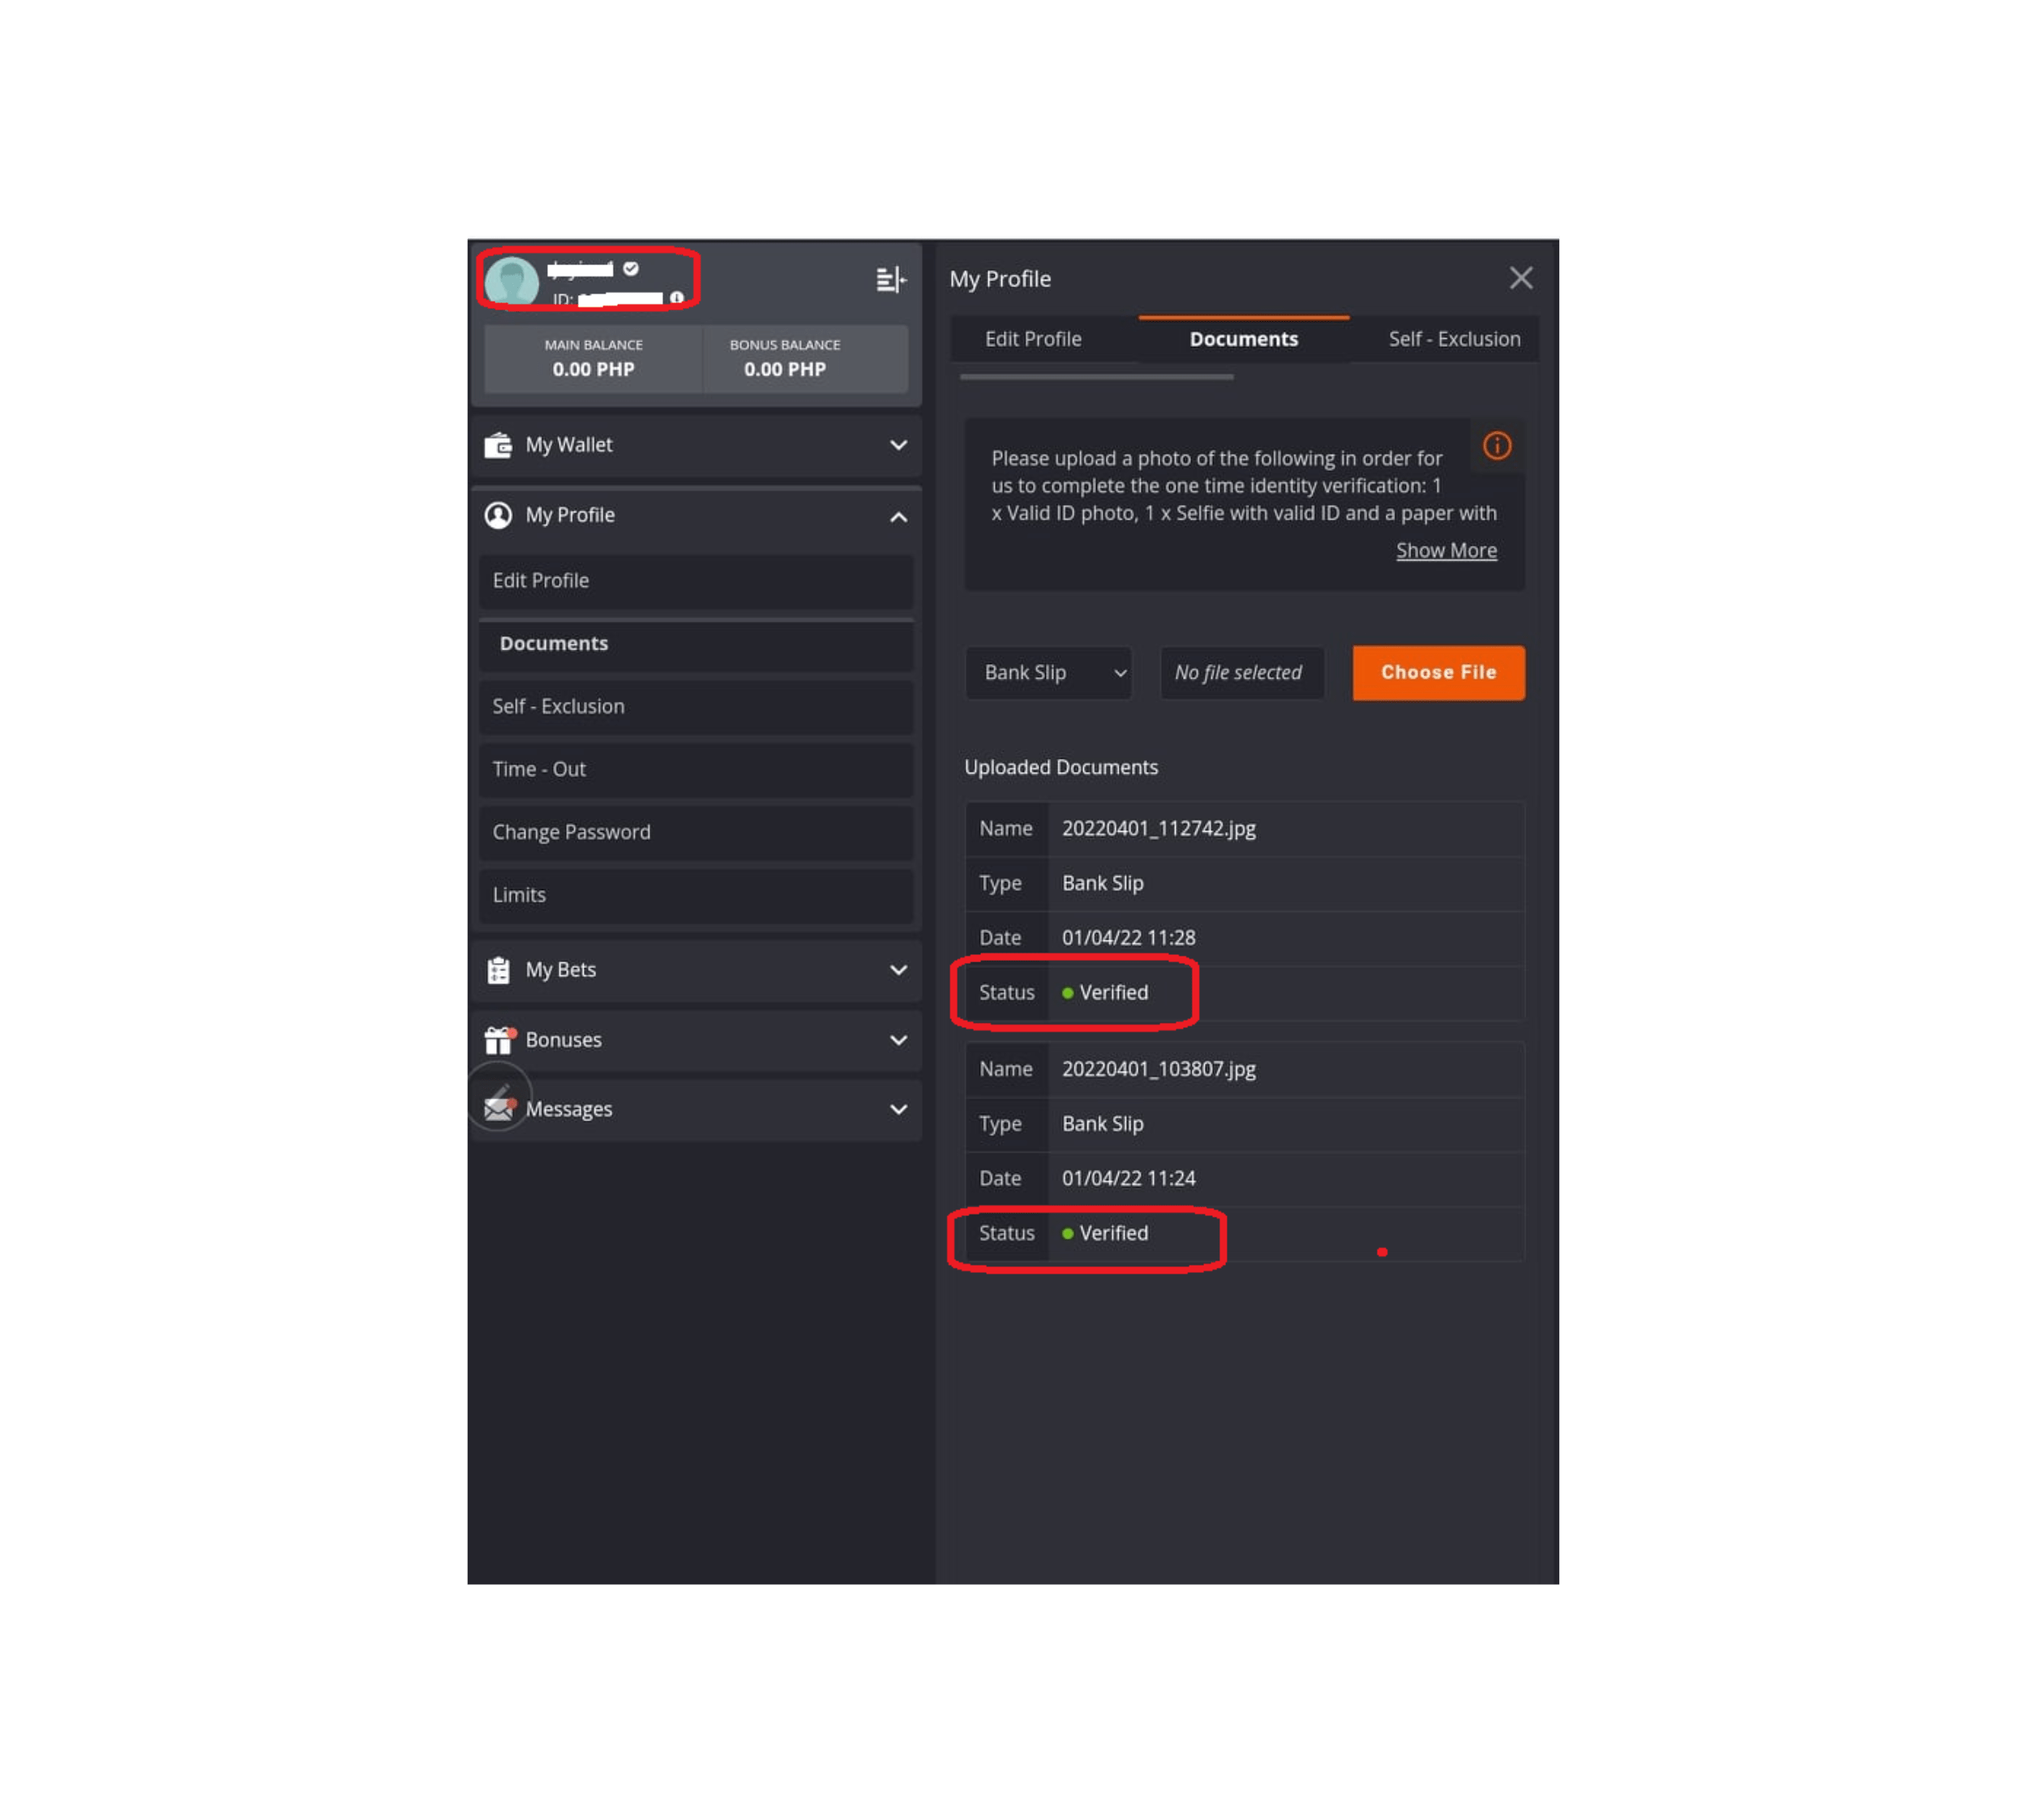 ID:
MAIN BALANCE
0.00 PHP
BONUS BALANCE
0.00 PHP
My Wallet
My Profile
Edit Profile
Documents
Self - Exclusion
Time - Out
Change Password
Limits
My Bets
Bonuses
Messages
My Profile
Edit Profile
Documents
Self - Exclusion
Please upload a photo of the following in order for
us to complete the one time identity verification: 1
x Valid ID photo, 1 x Selfie with valid ID and a paper with
Show More
Bank Slip
No file selected
Choose File
Uploaded Documents
Name 20220401_112742.jpg
Type Bank Slip
Date 01/04/22 11:28
Status Verified
Name 20220401_103807.jpg
Type Bank Slip
Date 01/04/22 11:24
Status Verified